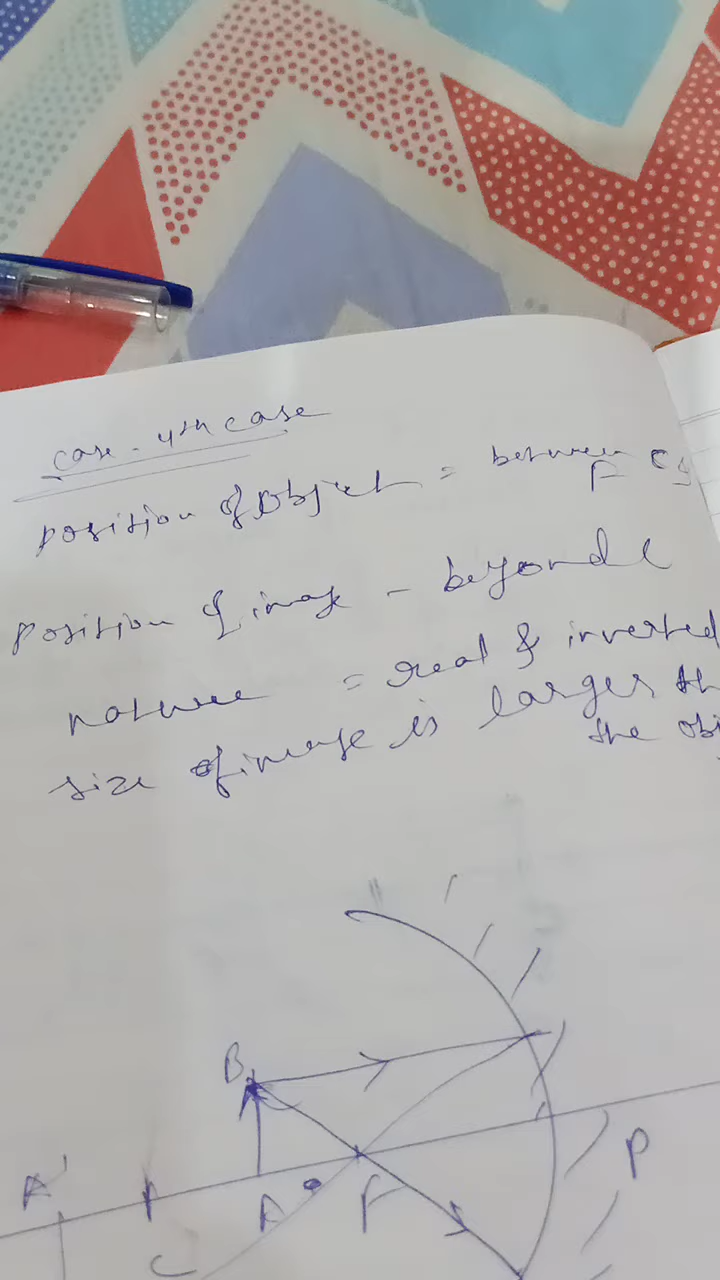 case - 4th case
position of object = between C &
F
position of image - beyond C
nature = real & inverted
size of image is larger th
the obj
B
A'
C
A
F
P